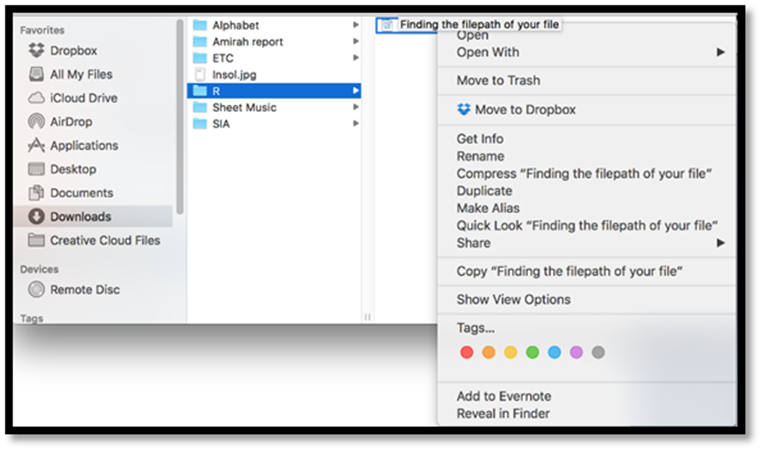 Favorites
Dropbox
All My Files
iCloud Drive
AirDrop
Applications
Desktop
Documents
Downloads
Creative Cloud Files
Devices
Remote Disc
Tags
Alphabet
Amirah report
ETC
Insol.jpg
R
Sheet Music
SIA
Finding the filepath of your file
Open
Open With
Move to Trash
Move to Dropbox
Get Info
Rename
Compress “Finding the filepath of your file”
Duplicate
Make Alias
Quick Look “Finding the filepath of your file”
Share
Copy “Finding the filepath of your file”
Show View Options
Tags...
Add to Evernote
Reveal in Finder